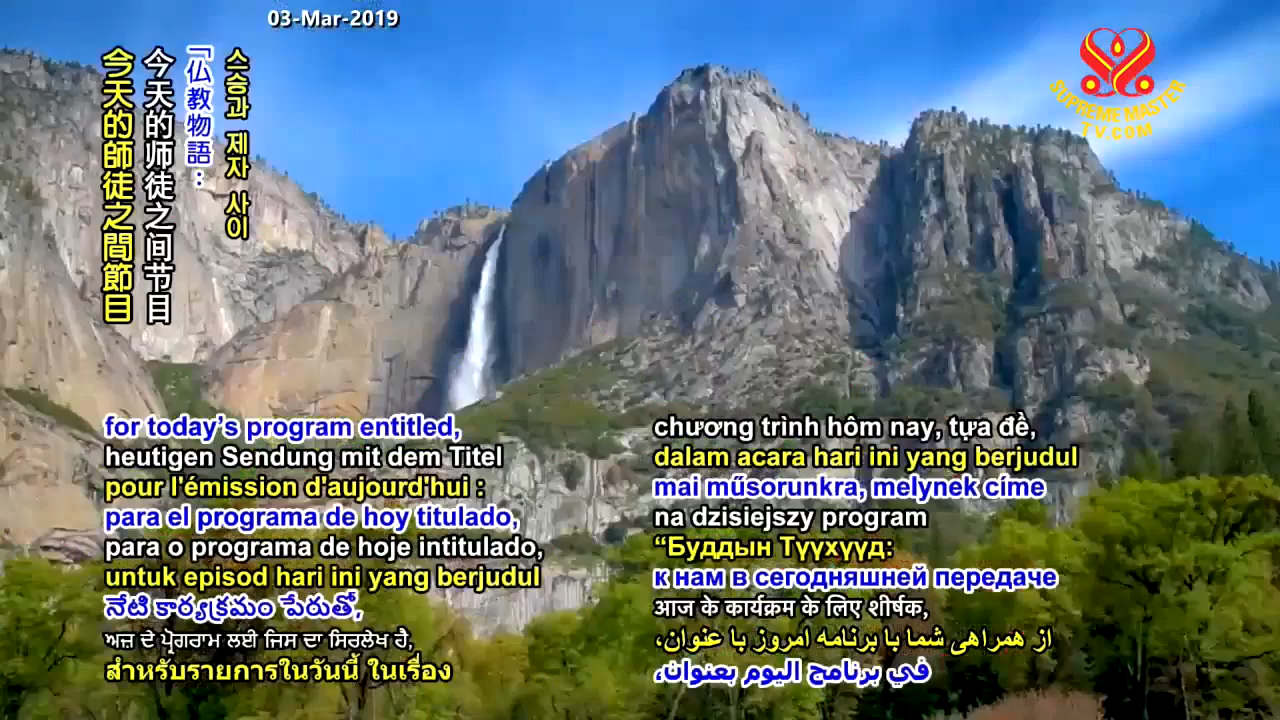 03-Mar-2019
SUPREME MASTER
TV.COM
스승과 제자 사이
「仏教物語：
今天的师徒之间节目
今天的師徒之間節目
for today's program entitled,
heutigen Sendung mit dem Titel
pour l'émission d'aujourd'hui :
para el programa de hoy titulado,
para o programa de hoje intitulado,
untuk episod hari ini yang berjudul
నేటి కార్యక్రమం పేరుతో,
ਅਜ਼ ਦੇ ਪ੍ਰੋਗਰਾਮ ਲਈ ਜਿਸ ਦਾ ਸਿਰਲੇਖ ਹੈ,
สำหรับรายการในวันนี้ ในเรื่อง
chương trình hôm nay, tựa đề,
dalam acara hari ini yang berjudul
mai műsorunkra, melynek címe
na dzisiejszy program
“Буддын Түүхүүд:
к нам в сегодняшней передаче
आज के कार्यक्रम के लिए शीर्षक,
از همراهی شما با برنامه امروز با عنوان،
في برنامج اليوم بعنوان،